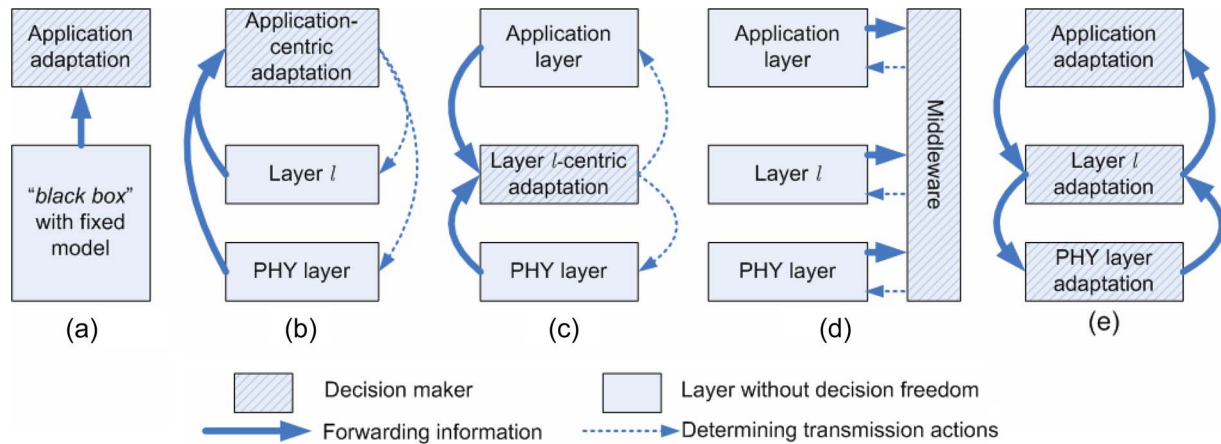 Application
adaptation
“black box”
with fixed
model
(a)
Application-
centric
adaptation
Layer l
PHY layer
(b)
Application
layer
Layer l-centric
adaptation
PHY layer
(c)
Application
layer
Layer l
PHY layer
Middleware
(d)
Application
adaptation
Layer l
adaptation
PHY layer
adaptation
(e)
Decision maker
Layer without decision freedom
Forwarding information
Determining transmission actions